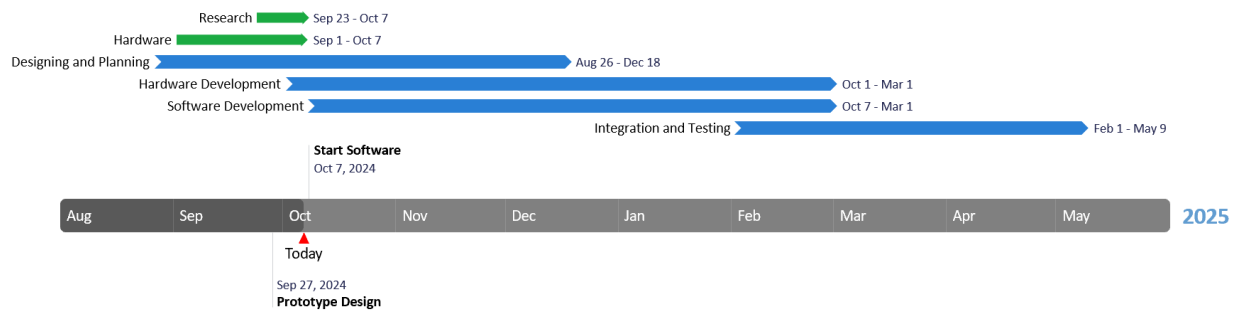 Research Sep 23 - Oct 7
Hardware Sep 1 - Oct 7
Designing and Planning Aug 26 - Dec 18
Hardware Development Oct 1 - Mar 1
Software Development Oct 7 - Mar 1
Integration and Testing Feb 1 - May 9
Start Software
Oct 7, 2024
Aug Sep Oct Nov Dec Jan Feb Mar Apr May 2025
Today
Sep 27, 2024
Prototype Design